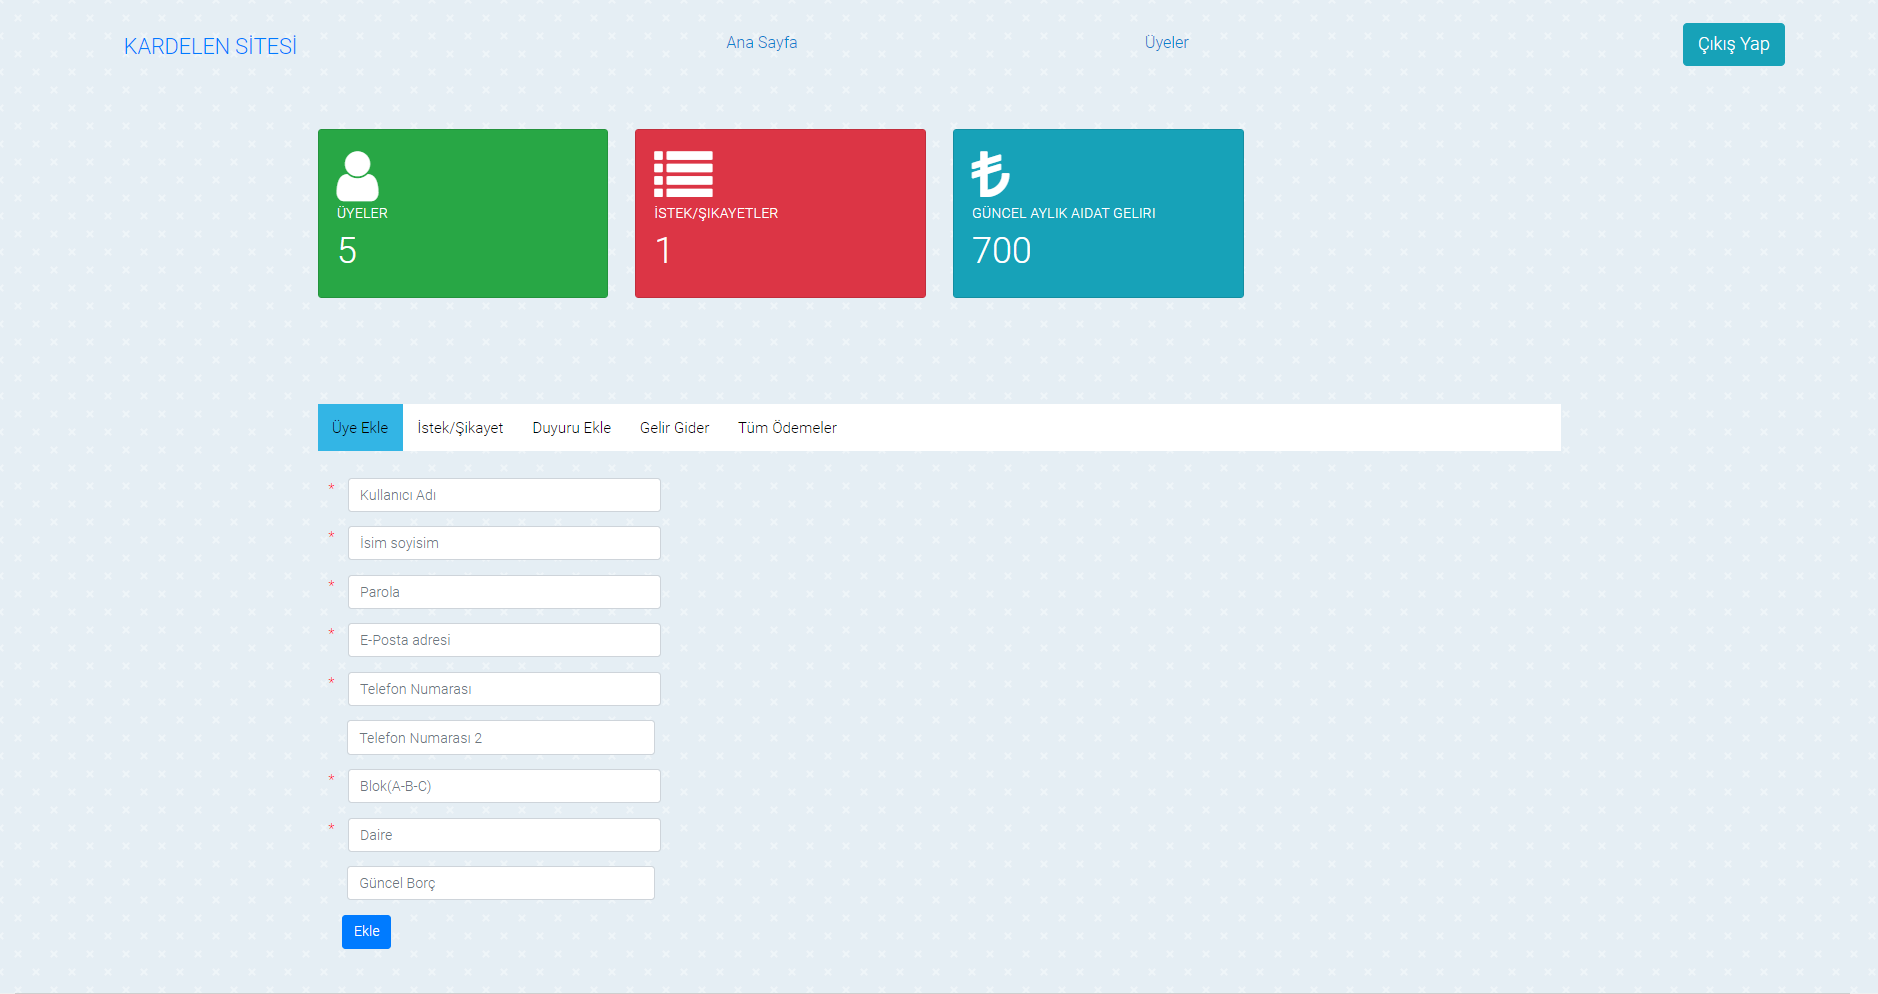 KARDELEN SİTESİ
Ana Sayfa
Üyeler
Çıkış Yap
ÜYELER
5
İSTEK/ŞIKAYETLER
1
GÜNCEL AYLIK AIDAT GELIRI
700
Üye Ekle
İstek/Şikayet
Duyuru Ekle
Gelir Gider
Tüm Ödemeler
* Kullanıcı Adı
* İsim soyisim
* Parola
* E-Posta adresi
* Telefon Numarası
Telefon Numarası 2
* Blok(A-B-C)
* Daire
Güncel Borç
Ekle